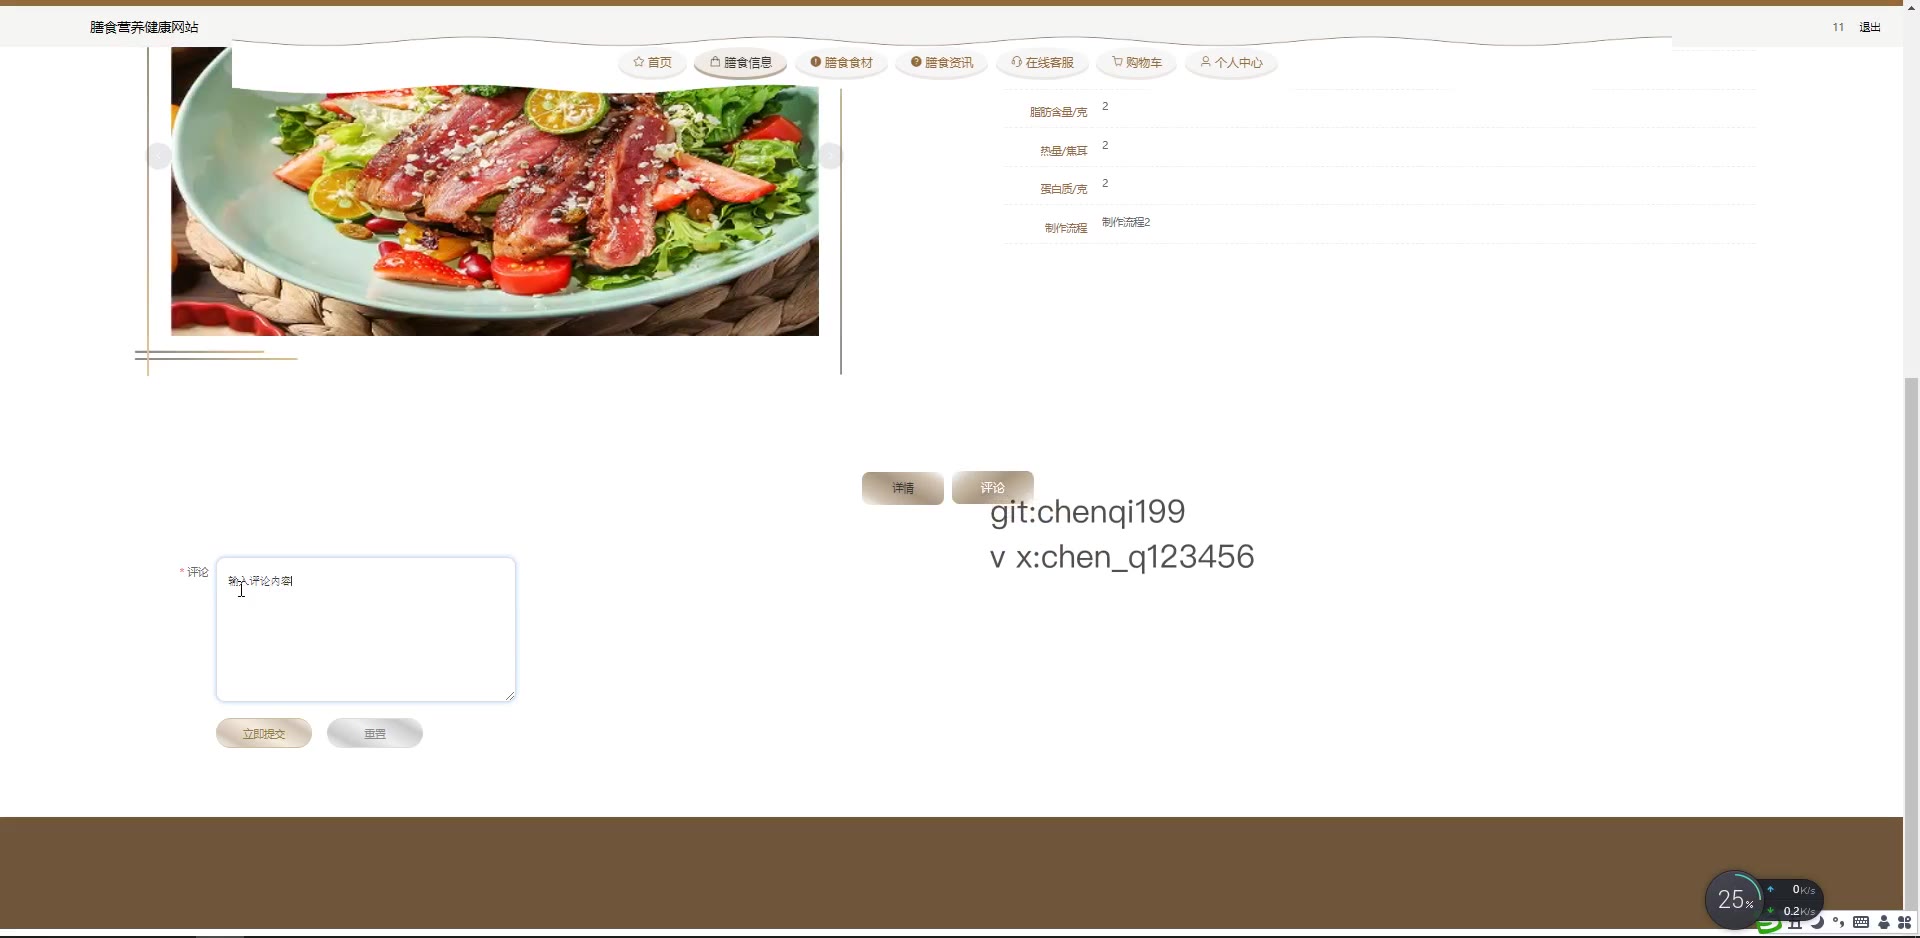 膳食营养健康网站
11 退出
首页 膳食信息 膳食食材 膳食资讯 在线客服 购物车 个人中心
脂肪含量/克 2
热量/焦耳 2
蛋白质/克 2
制作流程 制作流程2
详情 评论
git:chenqi199
v x:chen_q123456
* 评论 输入评论内容
立即提交 重置
25%
0K/s
0.2K/s